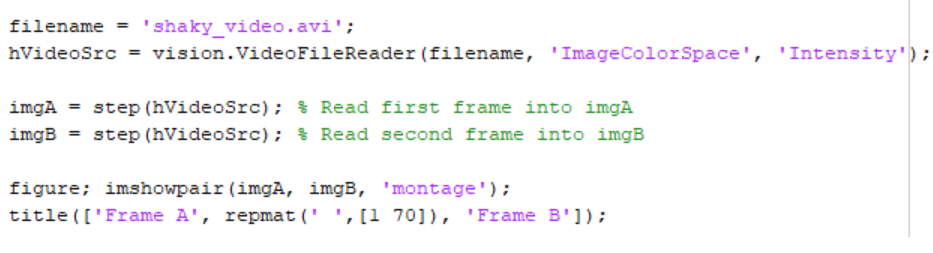 filename = 'shaky_video.avi';
hVideoSrc = vision.VideoFileReader(filename, 'ImageColorSpace', 'Intensity');
imgA = step(hVideoSrc); % Read first frame into imgA
imgB = step(hVideoSrc); % Read second frame into imgB
figure; imshowpair(imgA, imgB, 'montage');
title(['Frame A', repmat(' ',[1 70]), 'Frame B']);